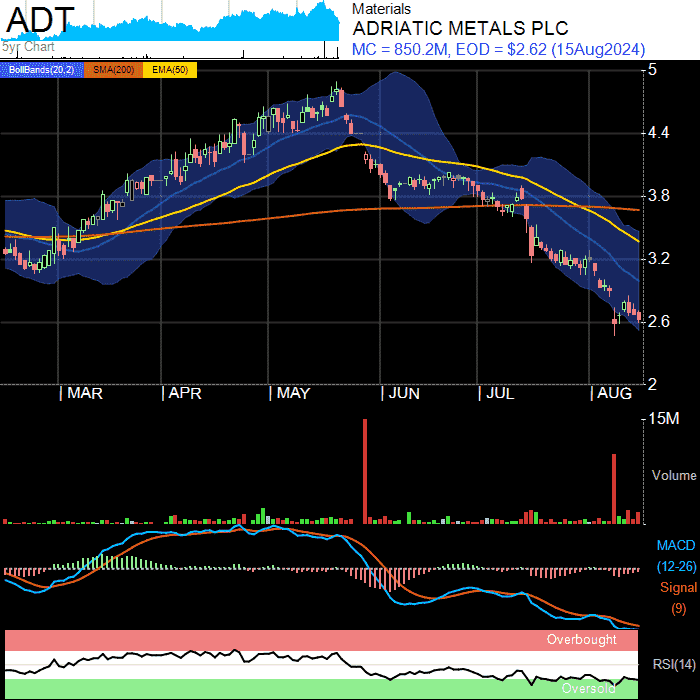 ADT
5yr Chart
Materials
ADRIATIC METALS PLC
MC = 850.2M, EOD = $2.62 (15Aug2024)
BollBands(20,2) SMA(200) EMA(50)
5
4.4
3.8
3.2
2.6
2
MAR APR MAY JUN JUL AUG
15M
Volume
MACD
(12-26)
Signal
(9)
Overbought
RSI(14)
Oversold